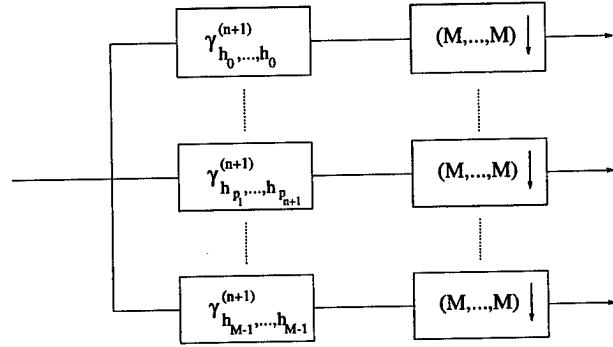 γ^{(n+1)}_{h_0,...,h_0} (M,...,M) ↓
γ^{(n+1)}_{h_{p_1},...,h_{p_{n+1}}} (M,...,M) ↓
γ^{(n+1)}_{h_{M-1},...,h_{M-1}} (M,...,M) ↓